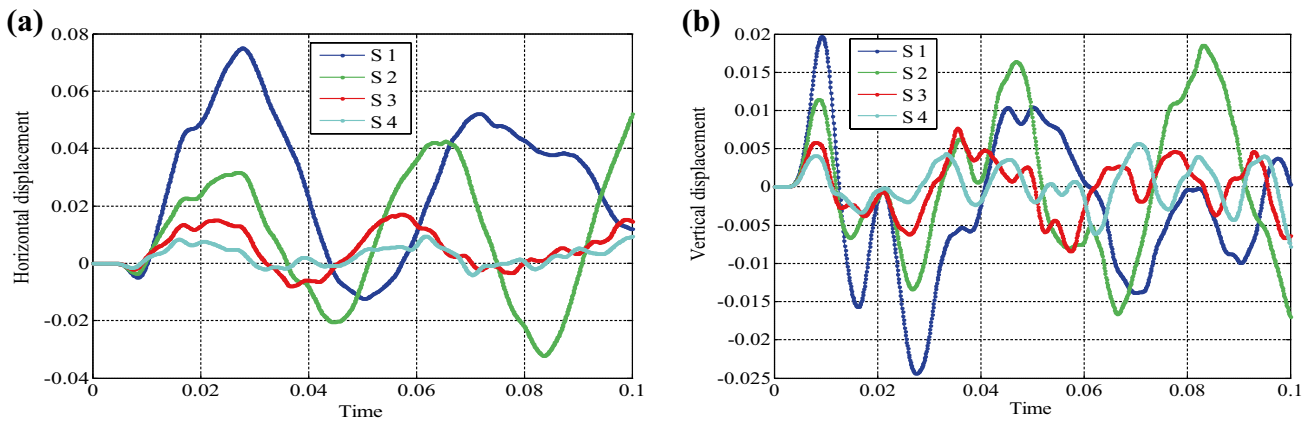 (a)
Horizontal displacement
0.08
0.06
0.04
0.02
0
-0.02
-0.04
0
0.02
0.04
0.06
0.08
0.1
Time
S 1
S 2
S 3
S 4
(b)
Vertical displacement
0.02
0.015
0.01
0.005
0
-0.005
-0.01
-0.015
-0.02
-0.025
0
0.02
0.04
0.06
0.08
0.1
Time
S 1
S 2
S 3
S 4